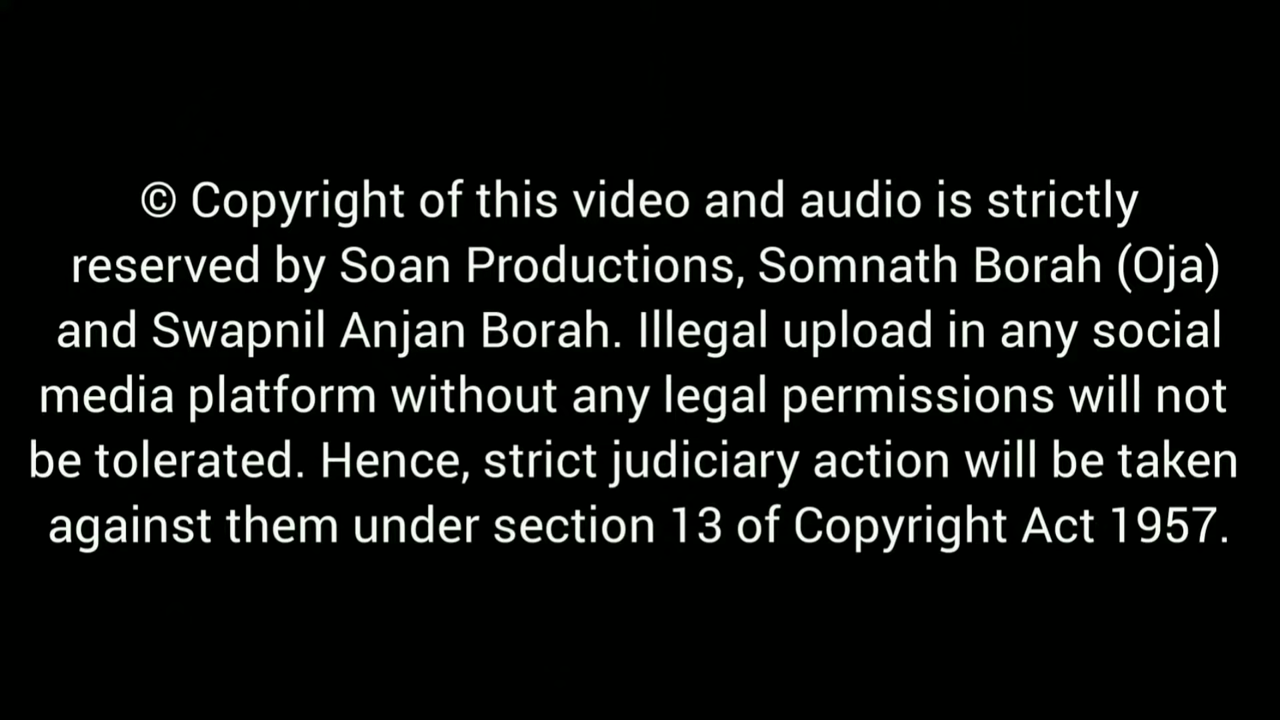 © Copyright of this video and audio is strictly
reserved by Soan Productions, Somnath Borah (Oja)
and Swapnil Anjan Borah. Illegal upload in any social
media platform without any legal permissions will not
be tolerated. Hence, strict judiciary action will be taken
against them under section 13 of Copyright Act 1957.